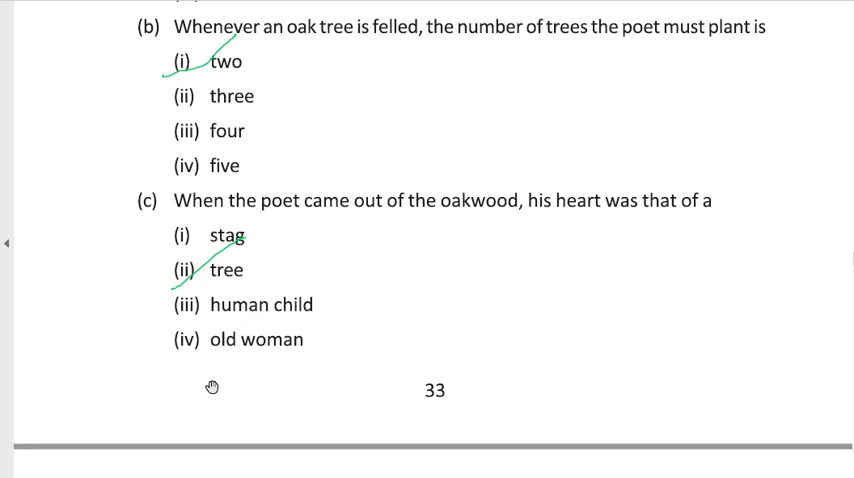 (b) Whenever an oak tree is felled, the number of trees the poet must plant is
(i) two
(ii) three
(iii) four
(iv) five
(c) When the poet came out of the oakwood, his heart was that of a
(i) stag
(ii) tree
(iii) human child
(iv) old woman
33